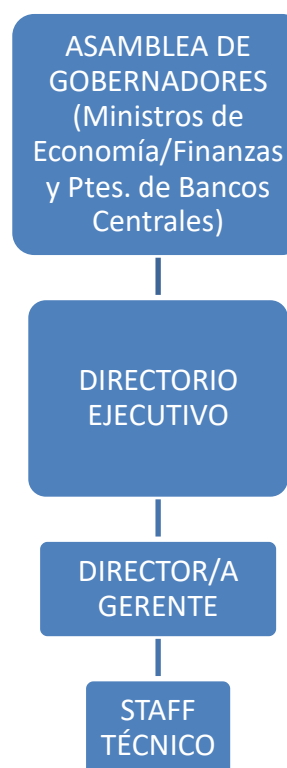 ASAMBLEA DE
GOBERNADORES
(Ministros de
Economía/Finanzas
y Ptes. de Bancos
Centrales)
DIRECTORIO
EJECUTIVO
DIRECTOR/A
GERENTE
STAFF
TÉCNICO